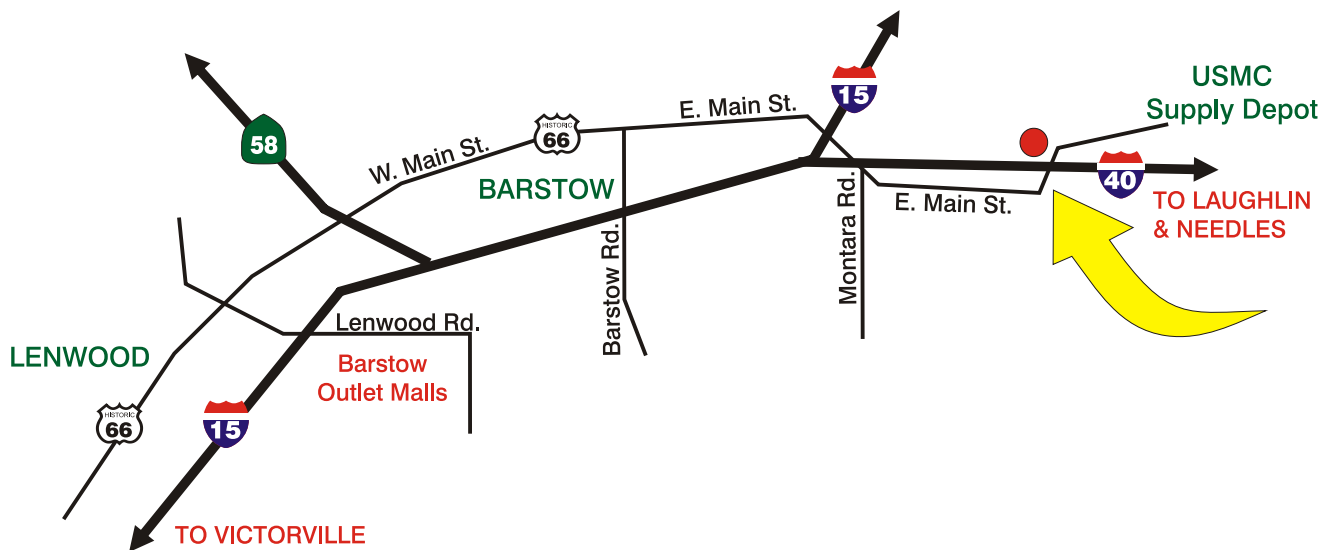 15
USMC
Supply Depot
E. Main St.
HISTORIC
66
58
W. Main St.
BARSTOW
40
TO LAUGHLIN
& NEEDLES
E. Main St.
Barstow Rd.
Montara Rd.
Lenwood Rd.
LENWOOD
Barstow
Outlet Malls
HISTORIC
66
15
TO VICTORVILLE